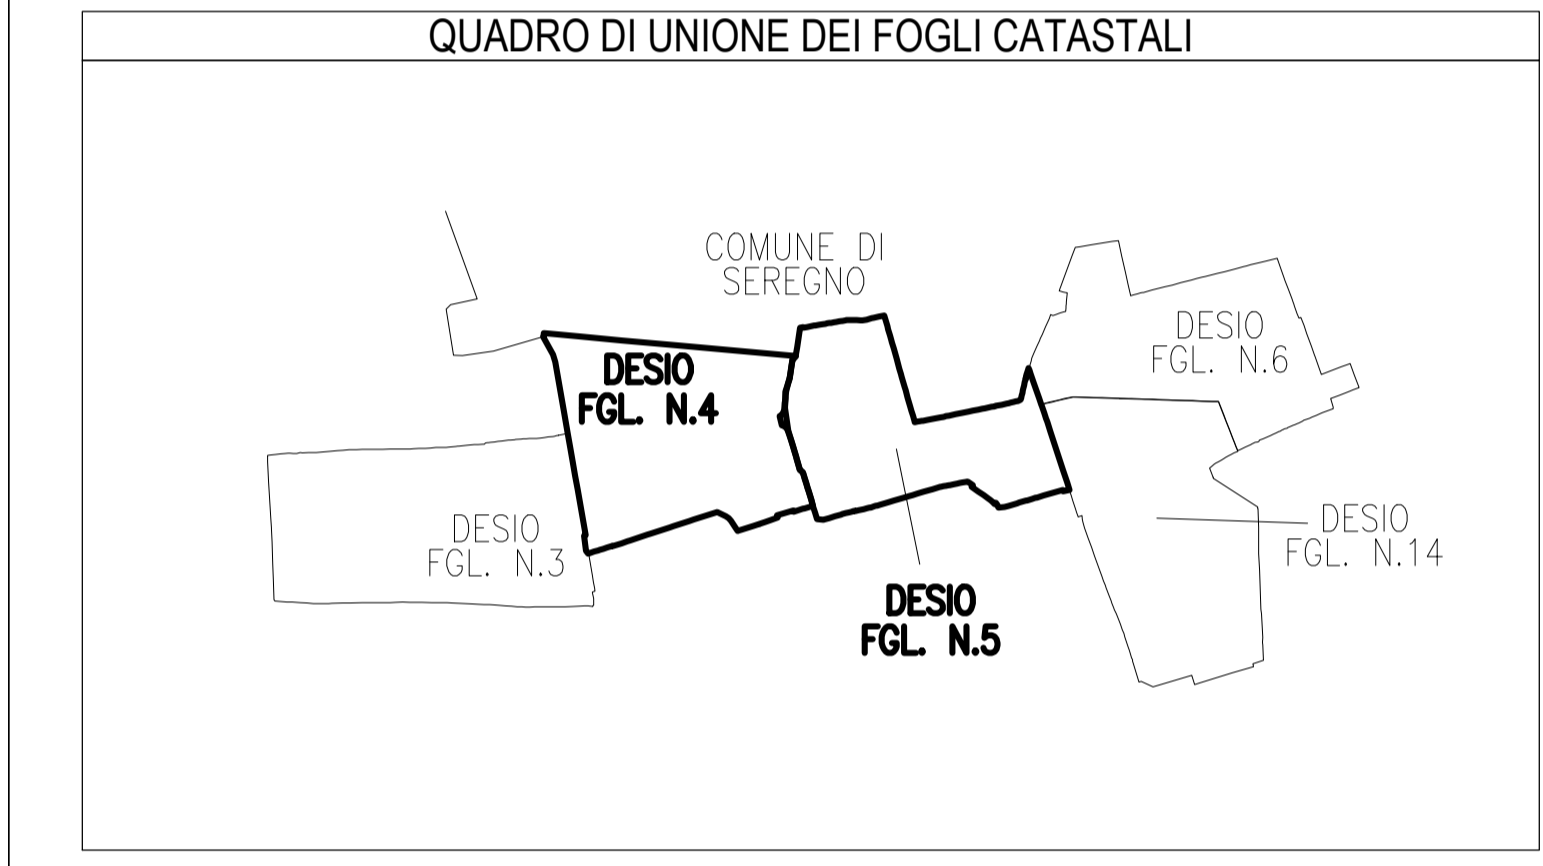 QUADRO DI UNIONE DEI FOGLI CATASTALI
COMUNE DI
SEREGNO
DESIO
FGL. N.6
DESIO
FGL. N.4
DESIO
FGL. N.3
DESIO
FGL. N.14
DESIO
FGL. N.5